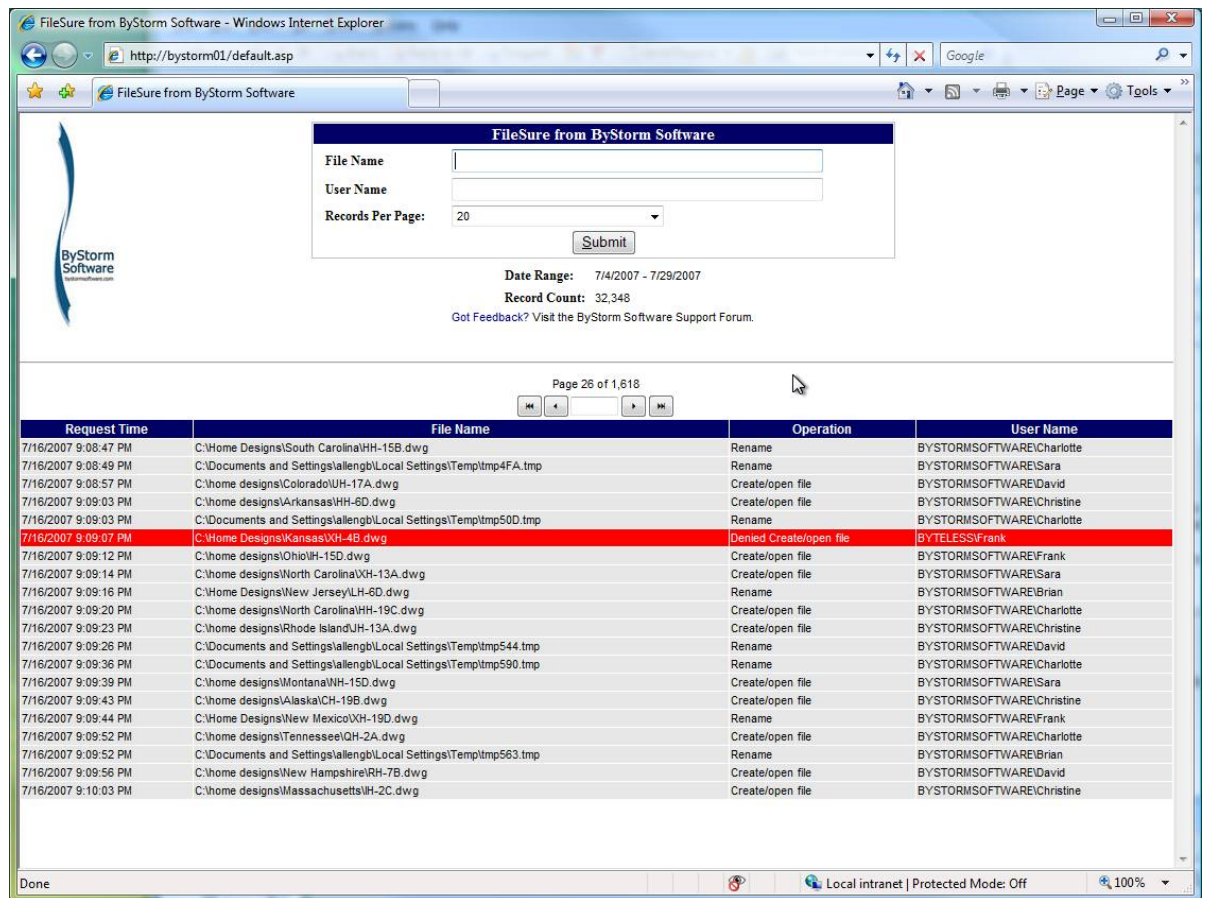 FileSure from ByStorm Software - Windows Internet Explorer
http://bystorm01/default.asp
Google
FileSure from ByStorm Software
Page
Tools
FileSure from ByStorm Software
File Name
User Name
Records Per Page: 20
Submit
ByStorm
Software
Date Range: 7/4/2007 - 7/29/2007
Record Count: 32,348
Got Feedback? Visit the ByStorm Software Support Forum.
Page 26 of 1,618
Request Time File Name Operation User Name
7/16/2007 9:08:47 PM C:\Home Designs\South Carolina\HH-15B.dwg Rename BYSTORMSOFTWARE\Charlotte
7/16/2007 9:08:49 PM C:\Documents and Settings\allengb\Local Settings\Temp\tmp4FA.tmp Rename BYSTORMSOFTWARE\Sara
7/16/2007 9:08:57 PM C:\home designs\Colorado\UH-17A.dwg Create/open file BYSTORMSOFTWARE\David
7/16/2007 9:09:03 PM C:\home designs\Arkansas\HH-6D.dwg Create/open file BYSTORMSOFTWARE\Christine
7/16/2007 9:09:03 PM C:\Documents and Settings\allengb\Local Settings\Temp\tmp50D.tmp Rename BYSTORMSOFTWARE\Charlotte
7/16/2007 9:09:07 PM C:\Home Designs\Kansas\XH-4B.dwg Denied Create/open file BYTELESS\Frank
7/16/2007 9:09:12 PM C:\home designs\Ohio\IH-15D.dwg Create/open file BYSTORMSOFTWARE\Frank
7/16/2007 9:09:14 PM C:\home designs\North Carolina\XH-13A.dwg Create/open file BYSTORMSOFTWARE\Sara
7/16/2007 9:09:16 PM C:\Home Designs\New Jersey\LH-6D.dwg Rename BYSTORMSOFTWARE\Brian
7/16/2007 9:09:20 PM C:\home designs\North Carolina\HH-19C.dwg Create/open file BYSTORMSOFTWARE\Charlotte
7/16/2007 9:09:23 PM C:\home designs\Rhode Island\JH-13A.dwg Create/open file BYSTORMSOFTWARE\Christine
7/16/2007 9:09:26 PM C:\Documents and Settings\allengb\Local Settings\Temp\tmp544.tmp Rename BYSTORMSOFTWARE\David
7/16/2007 9:09:36 PM C:\Documents and Settings\allengb\Local Settings\Temp\tmp590.tmp Rename BYSTORMSOFTWARE\Charlotte
7/16/2007 9:09:39 PM C:\home designs\Montana\NH-15D.dwg Create/open file BYSTORMSOFTWARE\Sara
7/16/2007 9:09:43 PM C:\home designs\Alaska\CH-19B.dwg Create/open file BYSTORMSOFTWARE\Christine
7/16/2007 9:09:44 PM C:\Home Designs\New Mexico\XH-19D.dwg Rename BYSTORMSOFTWARE\Frank
7/16/2007 9:09:52 PM C:\home designs\Tennessee\QH-2A.dwg Create/open file BYSTORMSOFTWARE\Charlotte
7/16/2007 9:09:52 PM C:\Documents and Settings\allengb\Local Settings\Temp\tmp563.tmp Rename BYSTORMSOFTWARE\Brian
7/16/2007 9:09:56 PM C:\home designs\New Hampshire\RH-7B.dwg Create/open file BYSTORMSOFTWARE\David
7/16/2007 9:10:03 PM C:\home designs\Massachusetts\IH-2C.dwg Create/open file BYSTORMSOFTWARE\Christine
Done
Local intranet | Protected Mode: Off
100%